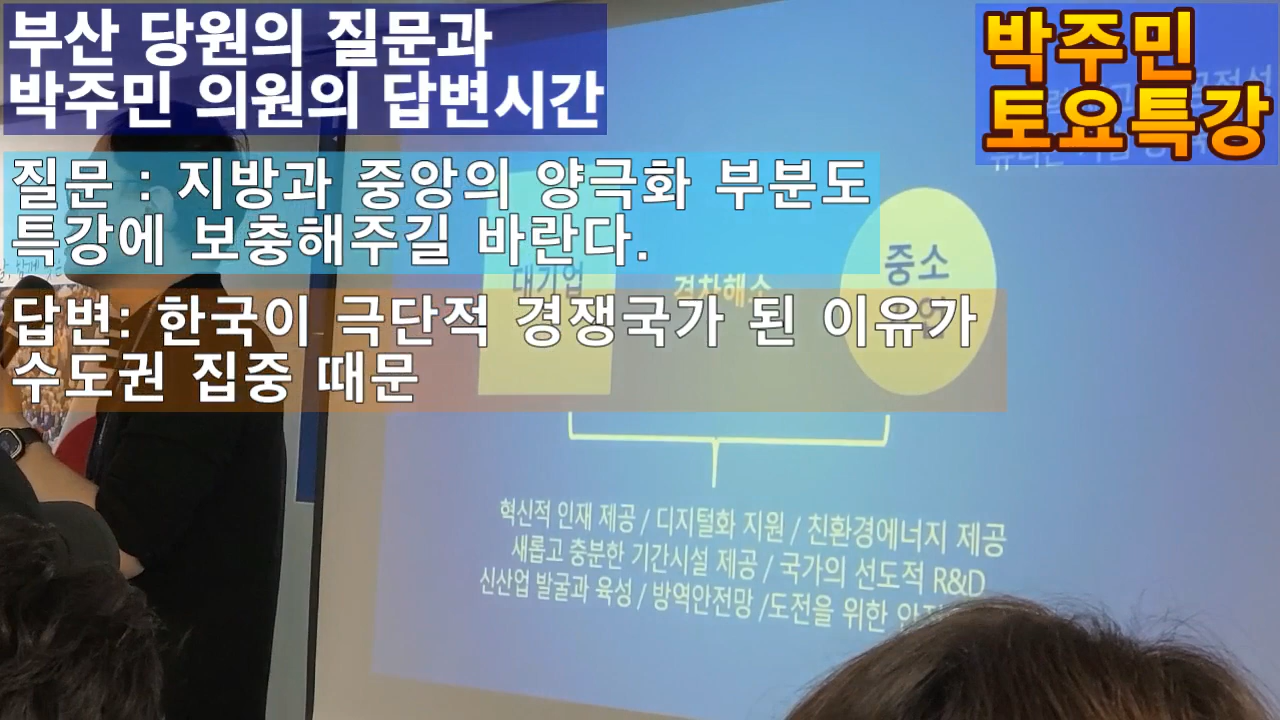 부산 당원의 질문과
박주민 의원의 답변시간
박주민
토요특강
질문 : 지방과 중앙의 양극화 부분도
특강에 보충해주길 바란다.
답변: 한국이 극단적 경쟁국가 된 이유가
수도권 집중 때문
대기업
격차해소
중소
업
혁신적 인재 제공 / 디지털화 지원 / 친환경에너지 제공
새롭고 충분한 기간시설 제공 / 국가의 선도적 R&D
신산업 발굴과 육성 / 방역안전망 /도전을 위한